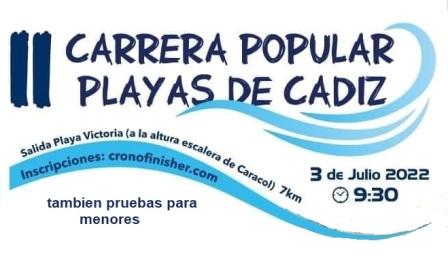 II CARRERA POPULAR
PLAYAS DE CADIZ
Salida Playa Victoria (a la altura escalera de Caracol) 7km
Inscripciones: cronofinisher.com
3 de Julio 2022
9:30
tambien pruebas para
menores